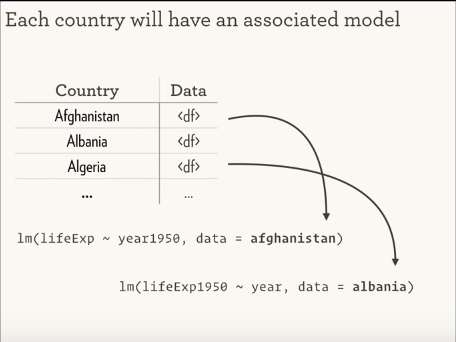 Each country will have an associated model
Country Data
Afghanistan <df>
Albania <df>
Algeria <df>
... ...
lm(lifeExp ~ year1950, data = afghanistan)
lm(lifeExp1950 ~ year, data = albania)